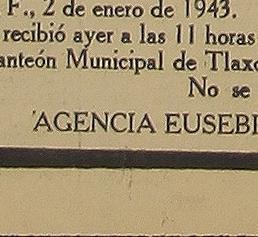 F., 2 de enero de 1943.
recibió ayer a las 11 horas
anteón Municipal de Tlaxc
No se
AGENCIA EUSEBI